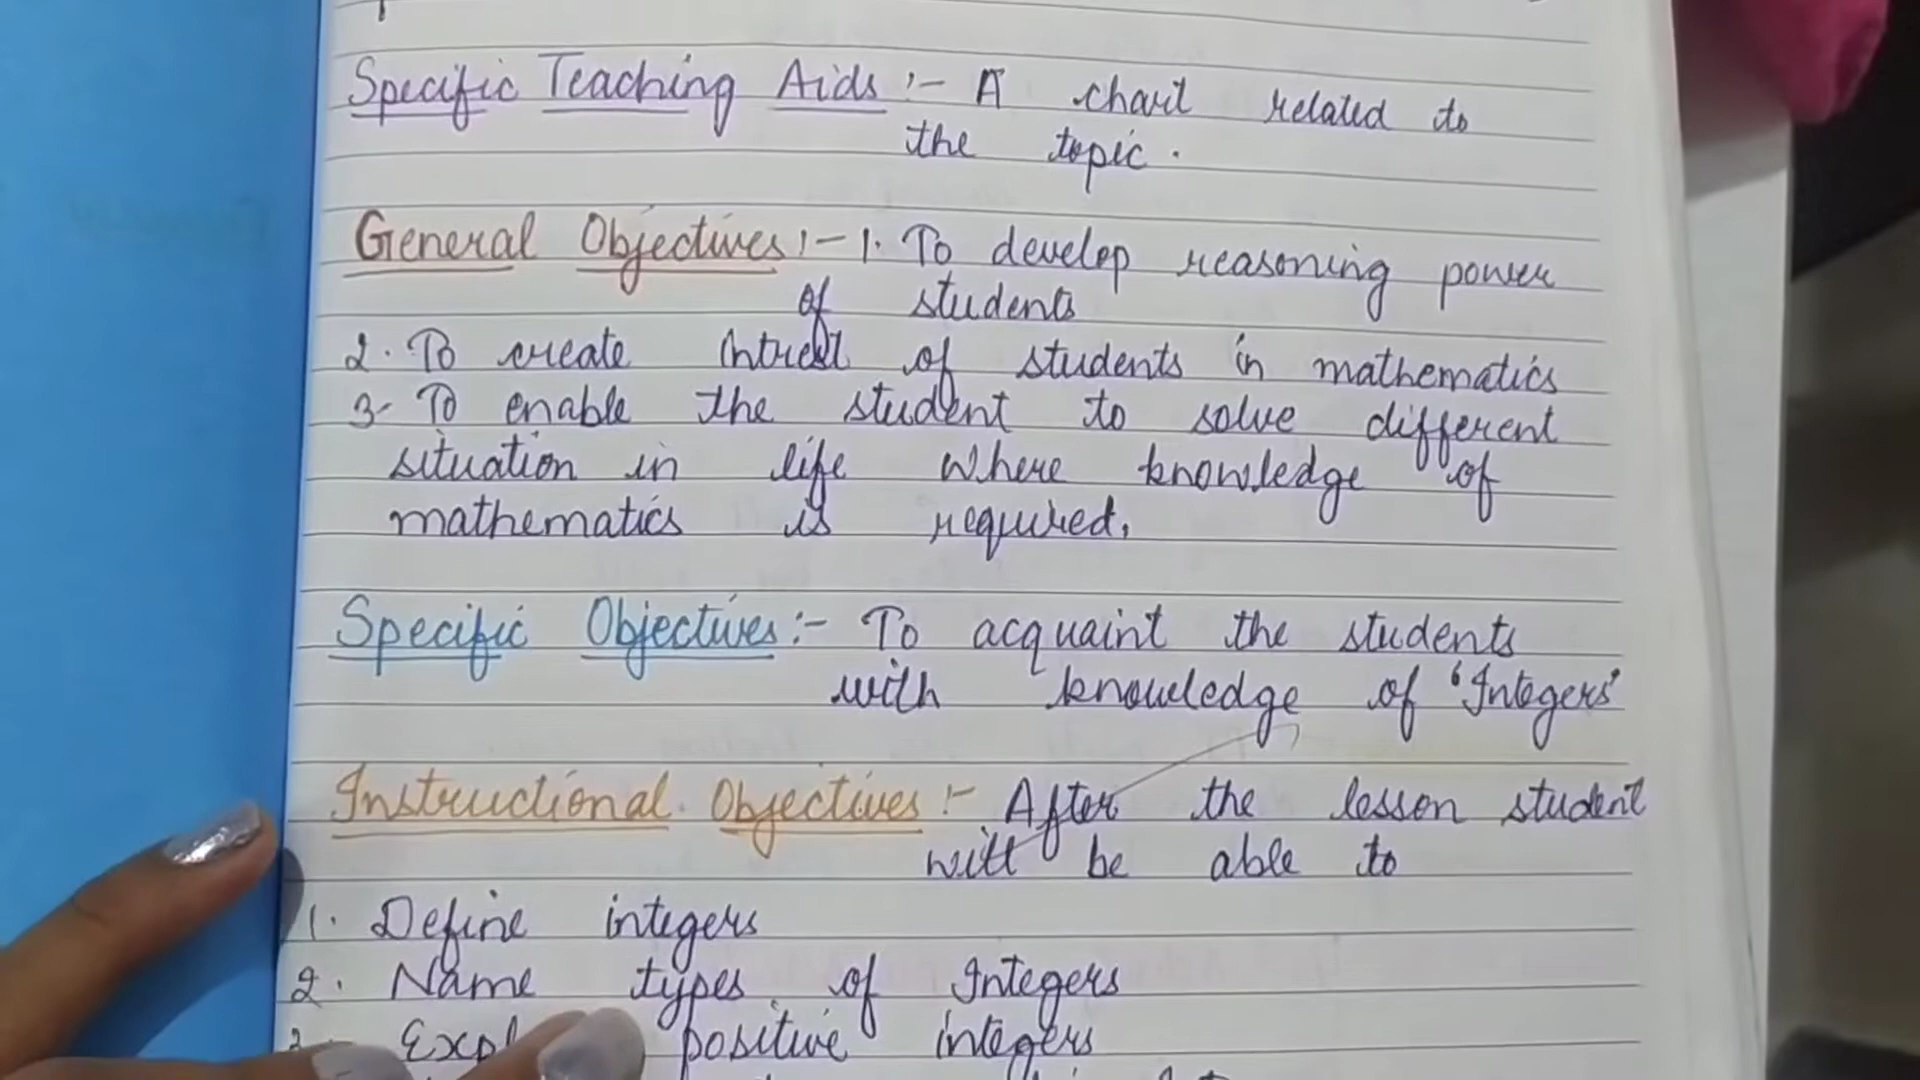 Specific Teaching Aids :- A chart related to
the topic.
General Objectives :- 1. To develop reasoning power
of students
2. To create intrest of students in mathematics
3- To enable the student to solve different
situation in life where knowledge of
mathematics is required.
Specific Objectives :- To acquaint the students
with knowledge of 'Integers'
Instructional Objectives :- After the lesson student
will be able to
1. Define integers
2. Name types of Integers
positive integers